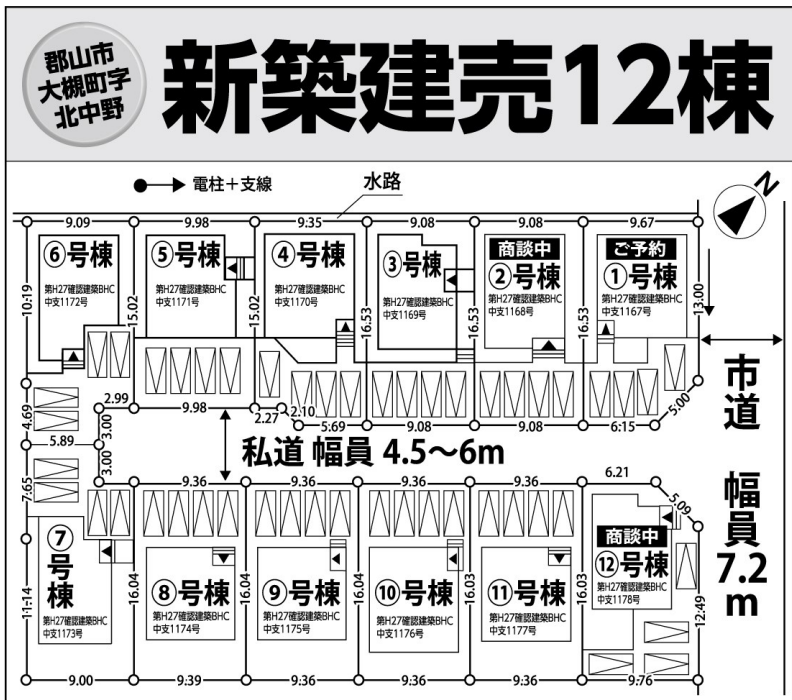 郡山市
大槻町字
北中野
新築建売12棟
電柱+支線
水路
N
9.09
9.98
9.35
9.08
9.08
9.67
⑥号棟
第H27確認建築BHC
中支1172号
⑤号棟
第H27確認建築BHC
中支1171号
④号棟
第H27確認建築BHC
中支1170号
③号棟
第H27確認建築BHC
中支1169号
商談中
②号棟
第H27確認建築BHC
中支1168号
ご予約
①号棟
第H27確認建築BHC
中支1167号
10.19
15.02
15.02
16.53
16.53
16.53
13.00
4.69
5.89
7.65
2.99
3.00
3.00
9.98
2.27
2.10
5.69
9.08
9.08
6.15
5.00
私道 幅員 4.5〜6m
市道 幅員
7.2
m
9.36
9.36
9.36
9.36
6.21
5.09
⑦
号
棟
第H27確認建築BHC
中支1173号
⑧号棟
第H27確認建築BHC
中支1174号
⑨号棟
第H27確認建築BHC
中支1175号
⑩号棟
第H27確認建築BHC
中支1176号
⑪号棟
第H27確認建築BHC
中支1177号
商談中
⑫号棟
第H27確認建築BHC
中支1178号
11.14
16.04
16.04
16.04
16.03
16.03
12.49
9.00
9.39
9.36
9.36
9.36
9.76